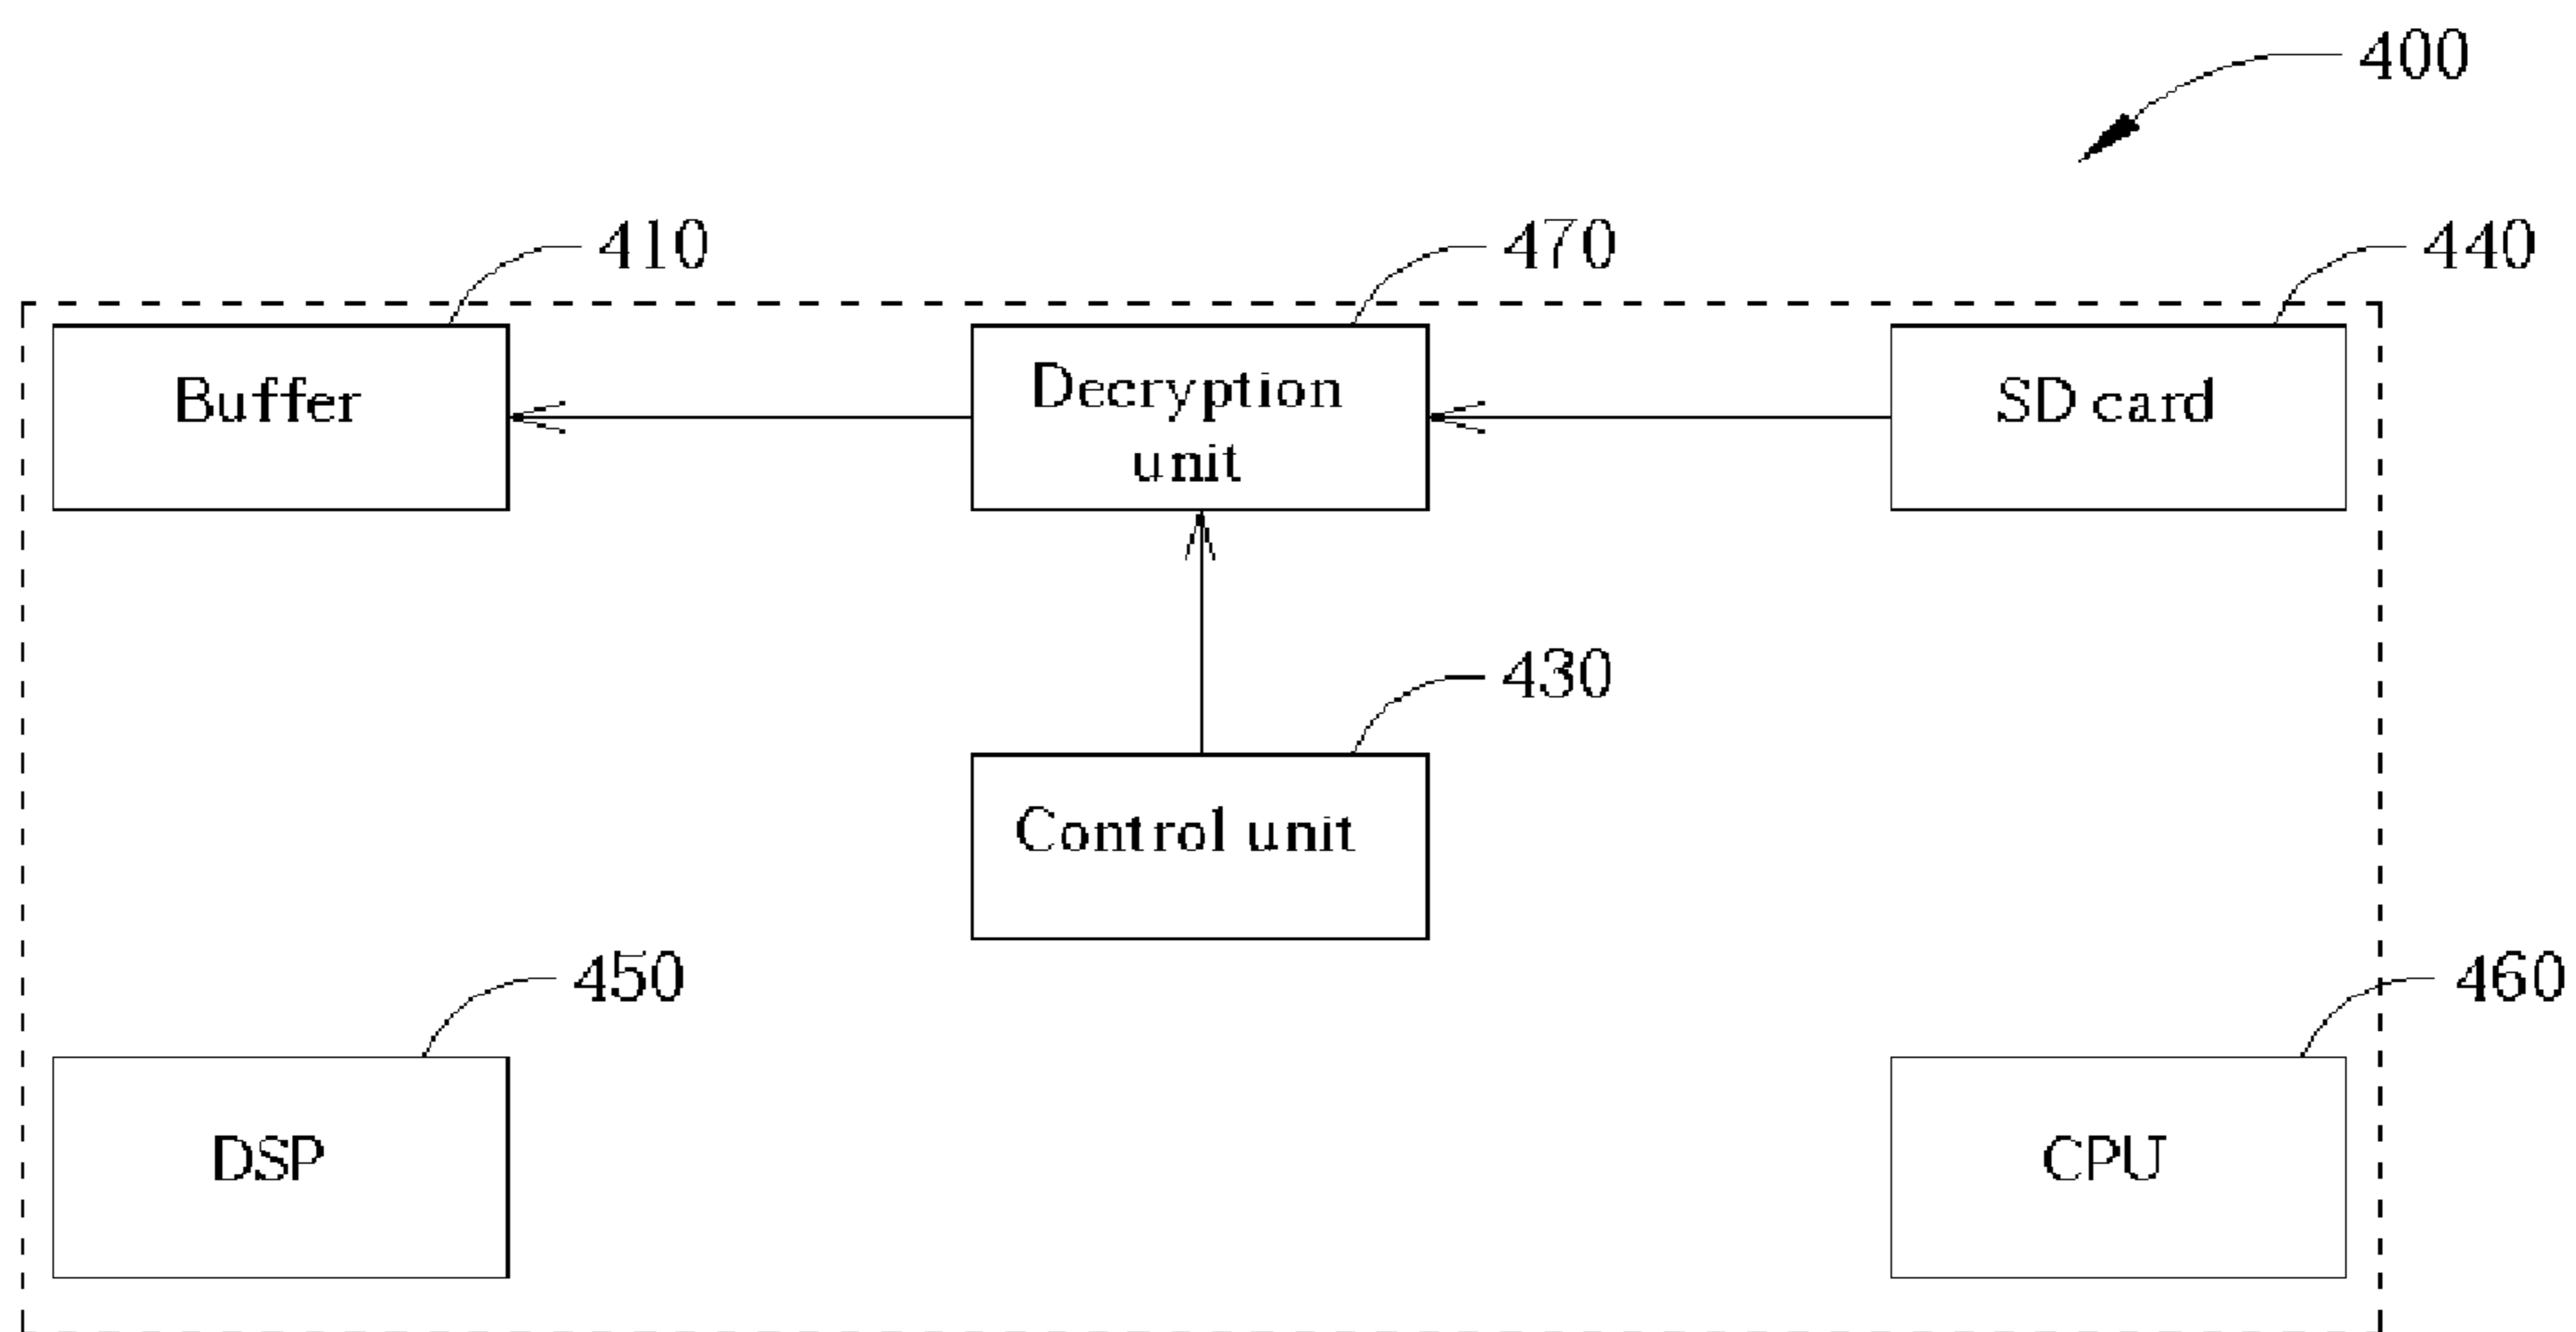 400
410
470
440
Buffer
Decryption
unit
SD card
430
Control unit
450
460
DSP
CPU